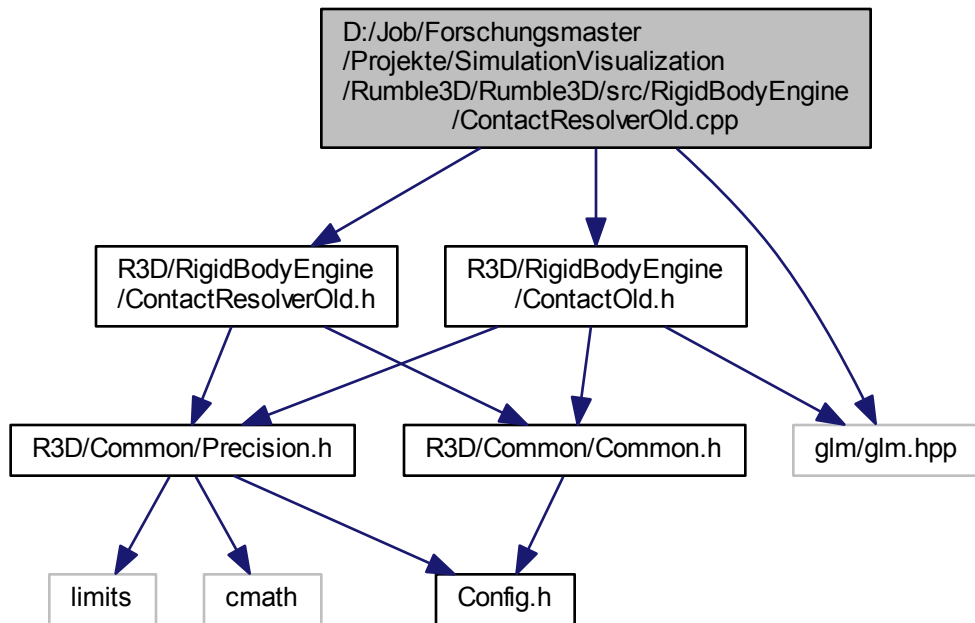 D:/Job/Forschungsmaster
/Projekte/SimulationVisualization
/Rumble3D/Rumble3D/src/RigidBodyEngine
/ContactResolverOld.cpp
R3D/RigidBodyEngine
/ContactResolverOld.h
R3D/RigidBodyEngine
/ContactOld.h
R3D/Common/Precision.h
R3D/Common/Common.h
glm/glm.hpp
limits
cmath
Config.h